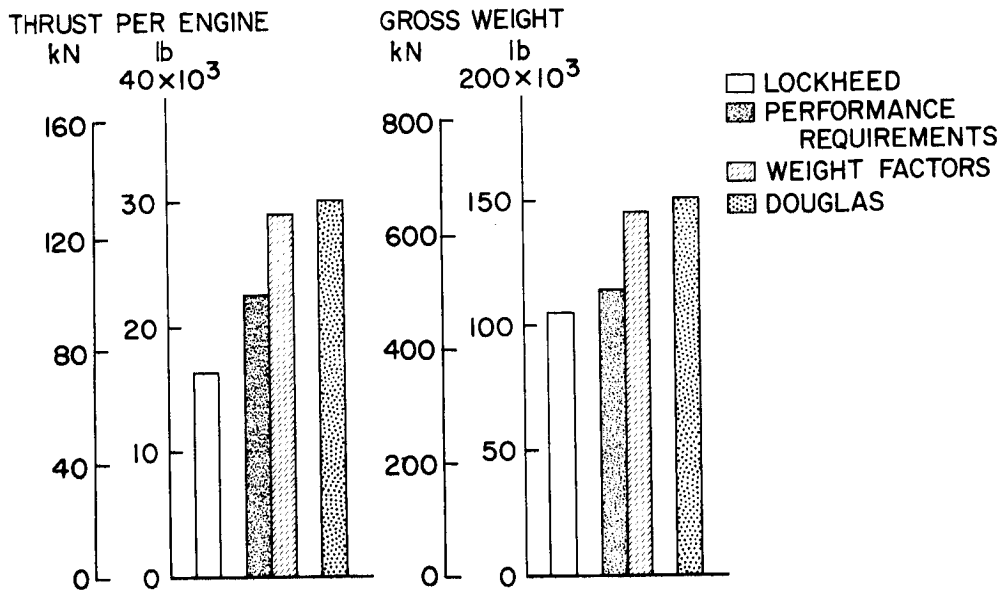 THRUST PER ENGINE
kN lb
40×10³
160
120
80
40
0
30
20
10
0
GROSS WEIGHT
kN lb
200×10³
800
600
400
200
0
150
100
50
0
LOCKHEED
PERFORMANCE
REQUIREMENTS
WEIGHT FACTORS
DOUGLAS